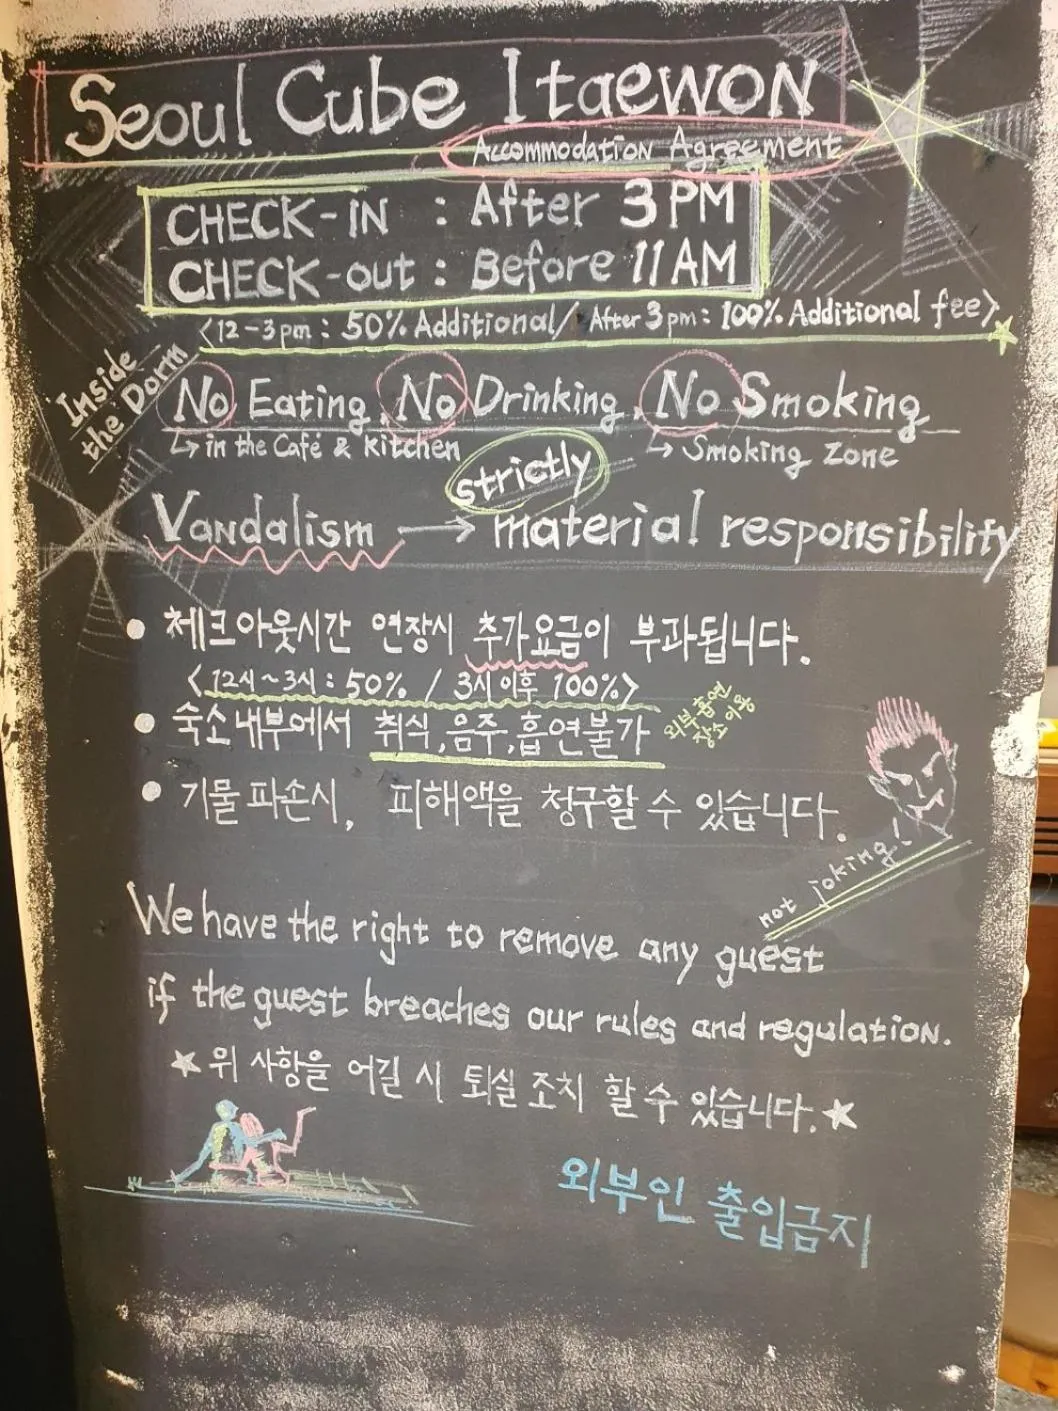 Seoul Cube Itaewon
Accommodation Agreement
CHECK-IN : After 3 PM
CHECK-out : Before 11 AM
<12-3pm : 50% Additional / After 3pm : 100% Additional fee>
Inside
the Dorm
No Eating, No Drinking, No Smoking
↳ in the Café & Kitchen
↳ Smoking Zone
strictly
Vandalism → material responsibility
• 체크아웃시간 연장시 추가요금이 부과됩니다.
<12시~3시 : 50% / 3시이후 100%>
• 숙소내부에서 취식,음주,흡연불가
외부 흡연
장소 이용
• 기물파손시, 피해액을 청구할 수 있습니다.
not joking!
We have the right to remove any guest
if the guest breaches our rules and regulation.
★ 위 사항을 어길 시 퇴실 조치 할 수 있습니다. ★
외부인 출입금지